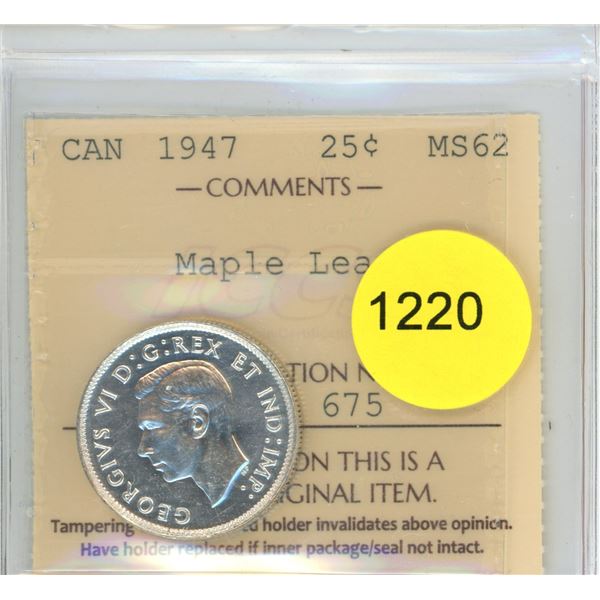 CAN 1947 25¢ MS62
— COMMENTS —
Maple Lea
1220
TION N
675
GEORGIVS VI D:G:REX ET IND:IMP:
ON THIS IS A
GINAL ITEM.
Tampering d holder invalidates above opinion.
Have holder replaced if inner package/seal not intact.